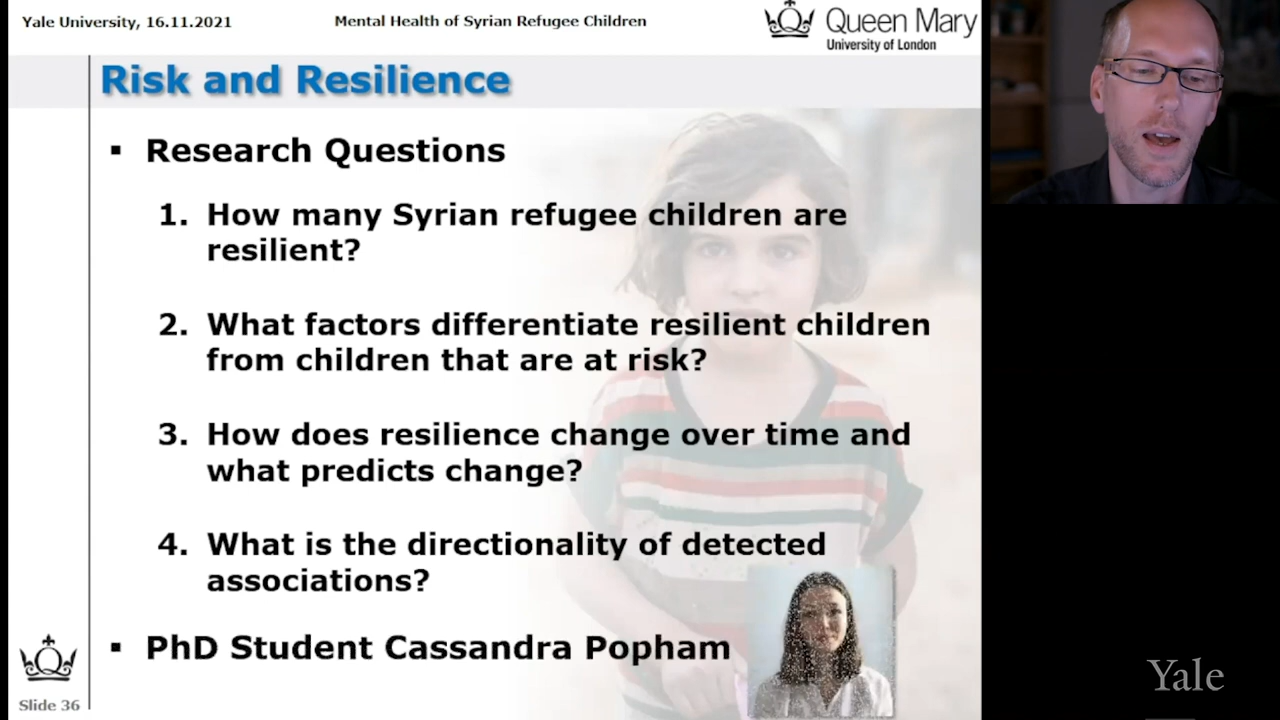 Yale University, 16.11.2021
Mental Health of Syrian Refugee Children
Queen Mary
University of London
Risk and Resilience
▪ Research Questions
1. How many Syrian refugee children are
resilient?
2. What factors differentiate resilient children
from children that are at risk?
3. How does resilience change over time and
what predicts change?
4. What is the directionality of detected
associations?
▪ PhD Student Cassandra Popham
Slide 36
Yale